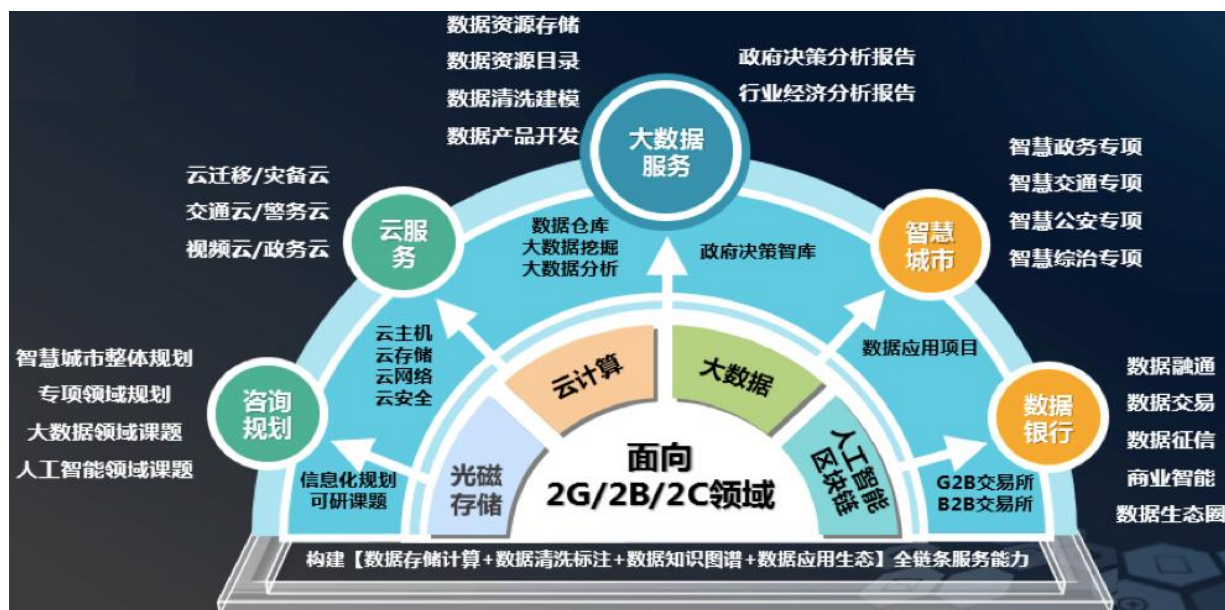 数据资源存储
数据资源目录
数据清洗建模
数据产品开发
政府决策分析报告
行业经济分析报告
大数据
服务
云迁移/灾备云
交通云/警务云
视频云/政务云
云服
务
数据仓库
大数据挖掘
大数据分析
政府决策智库
智慧
城市
智慧政务专项
智慧交通专项
智慧公安专项
智慧综治专项
智慧城市整体规划
专项领域规划
大数据领域课题
人工智能领域课题
咨询
规划
云主机
云存储
云网络
云安全
云计算
大数据
数据应用项目
数据
银行
数据融通
数据交易
数据征信
商业智能
数据生态圈
信息化规划
可研课题
光磁
存储
面向
2G/2B/2C领域
人工智能
区块链
G2B交易所
B2B交易所
构建【数据存储计算+数据清洗标注+数据知识图谱+数据应用生态】全链条服务能力